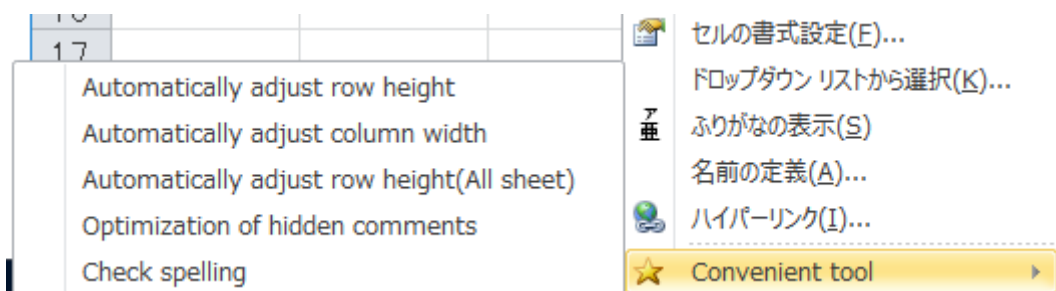 17
Automatically adjust row height
Automatically adjust column width
Automatically adjust row height(All sheet)
Optimization of hidden comments
Check spelling
セルの書式設定(F)...
ドロップダウン リストから選択(K)...
ア亜
ふりがなの表示(S)
名前の定義(A)...
ハイパーリンク(I)...
Convenient tool